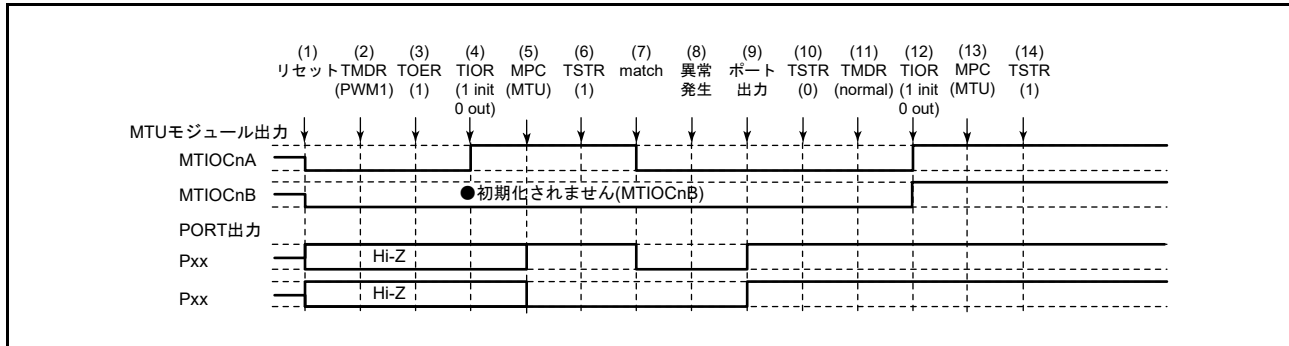 (1) (2) (3) (4) (5) (6) (7) (8) (9) (10) (11) (12) (13) (14)
リセット TMDR TOER TIOR MPC TSTR match 異常 ポート TSTR TMDR TIOR MPC TSTR
(PWM1) (1) (1 init (MTU) (1) 発生 出力 (0) (normal) (1 init (MTU) (1)
0 out) 0 out)
MTUモジュール出力
MTIOCnA
MTIOCnB ●初期化されません(MTIOCnB)
PORT出力
Pxx Hi-Z
Pxx Hi-Z